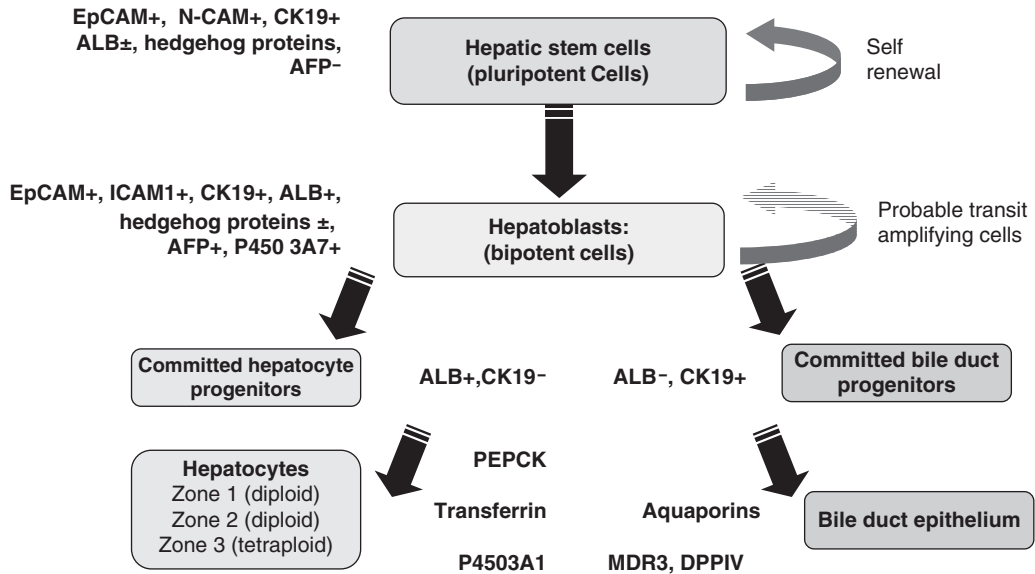 EpCAM+, N-CAM+, CK19+
ALB±, hedgehog proteins,
AFP−
Hepatic stem cells
(pluripotent Cells)
Self
renewal
EpCAM+, ICAM1+, CK19+, ALB+,
hedgehog proteins ±,
AFP+, P450 3A7+
Hepatoblasts:
(bipotent cells)
Probable transit
amplifying cells
Committed hepatocyte
progenitors
ALB+,CK19−
ALB−, CK19+
Committed bile duct
progenitors
Hepatocytes
Zone 1 (diploid)
Zone 2 (diploid)
Zone 3 (tetraploid)
PEPCK
Transferrin
P4503A1
Aquaporins
MDR3, DPPIV
Bile duct epithelium